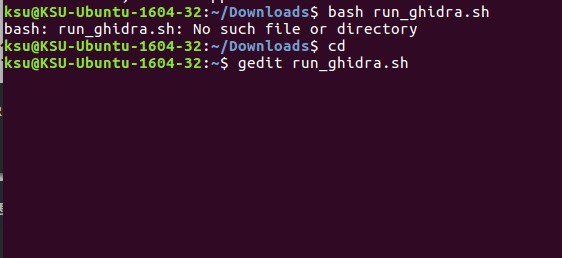 ksu@KSU-Ubuntu-1604-32:~/Downloads$ bash run_ghidra.sh
bash: run_ghidra.sh: No such file or directory
ksu@KSU-Ubuntu-1604-32:~/Downloads$ cd
ksu@KSU-Ubuntu-1604-32:~$ gedit run_ghidra.sh